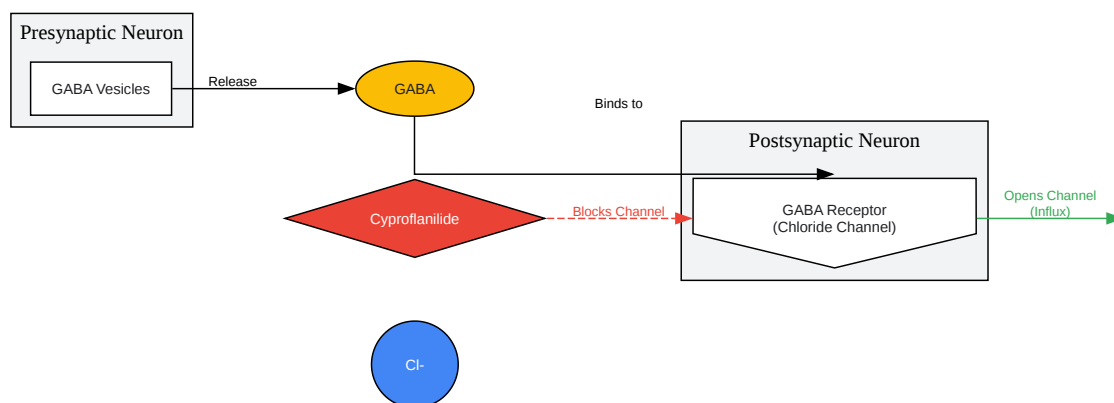 Presynaptic Neuron
GABA Vesicles
Release
GABA
Binds to
Postsynaptic Neuron
Cyproflanilide
Blocks Channel
GABA Receptor
(Chloride Channel)
Opens Channel
(Influx)
Cl-